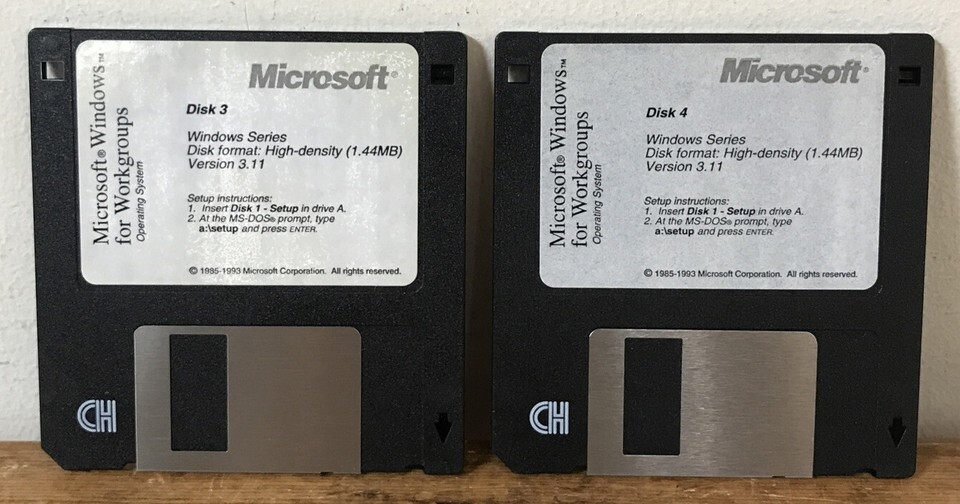 Microsoft® Windows™
for Workgroups
Operating System
Microsoft®
Disk 3
Windows Series
Disk format: High-density (1.44MB)
Version 3.11
Setup instructions:
1. Insert Disk 1 - Setup in drive A.
2. At the MS-DOS® prompt, type
a:\setup and press ENTER.
© 1985-1993 Microsoft Corporation. All rights reserved.
CH
Microsoft® Windows™
for Workgroups
Operating System
Microsoft®
Disk 4
Windows Series
Disk format: High-density (1.44MB)
Version 3.11
Setup instructions:
1. Insert Disk 1 - Setup in drive A.
2. At the MS-DOS® prompt, type
a:\setup and press ENTER.
© 1985-1993 Microsoft Corporation. All rights reserved.
CH